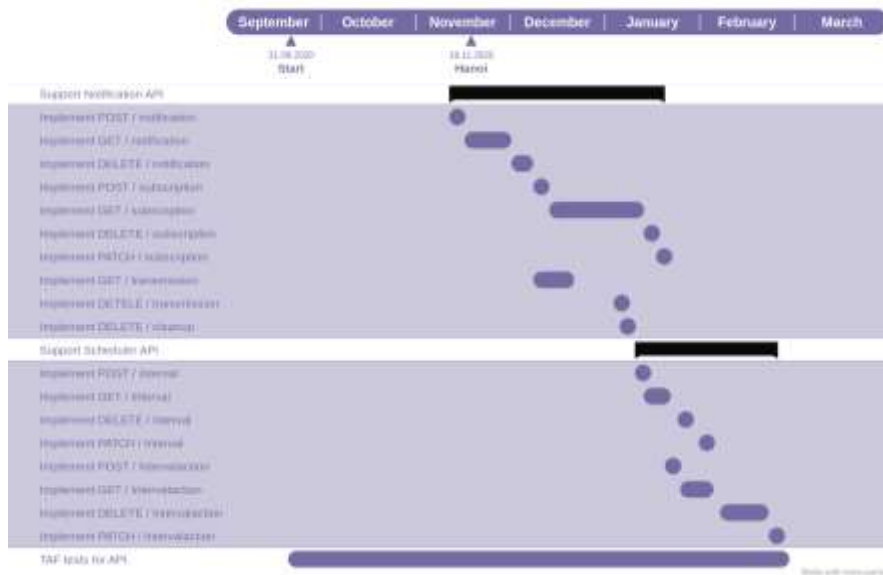 September | October | November | December | January | February | March
Start
Hanoi
Support Notification API
Implement POST / notification
Implement GET / notification
Implement DELETE / notification
Implement POST / subscription
Implement GET / subscription
Implement DELETE / subscription
Implement PATCH / subscription
Implement GET / transmission
Implement DETELE / transmission
Implement DELETE / cleanup
Support Scheduler API
Implement POST / interval
Implement GET / interval
Implement DELETE / interval
Implement PATCH / interval
Implement POST / intervalaction
Implement GET / intervalaction
Implement DELETE / intervalaction
Implement PATCH / intervalaction
TAF tests for API